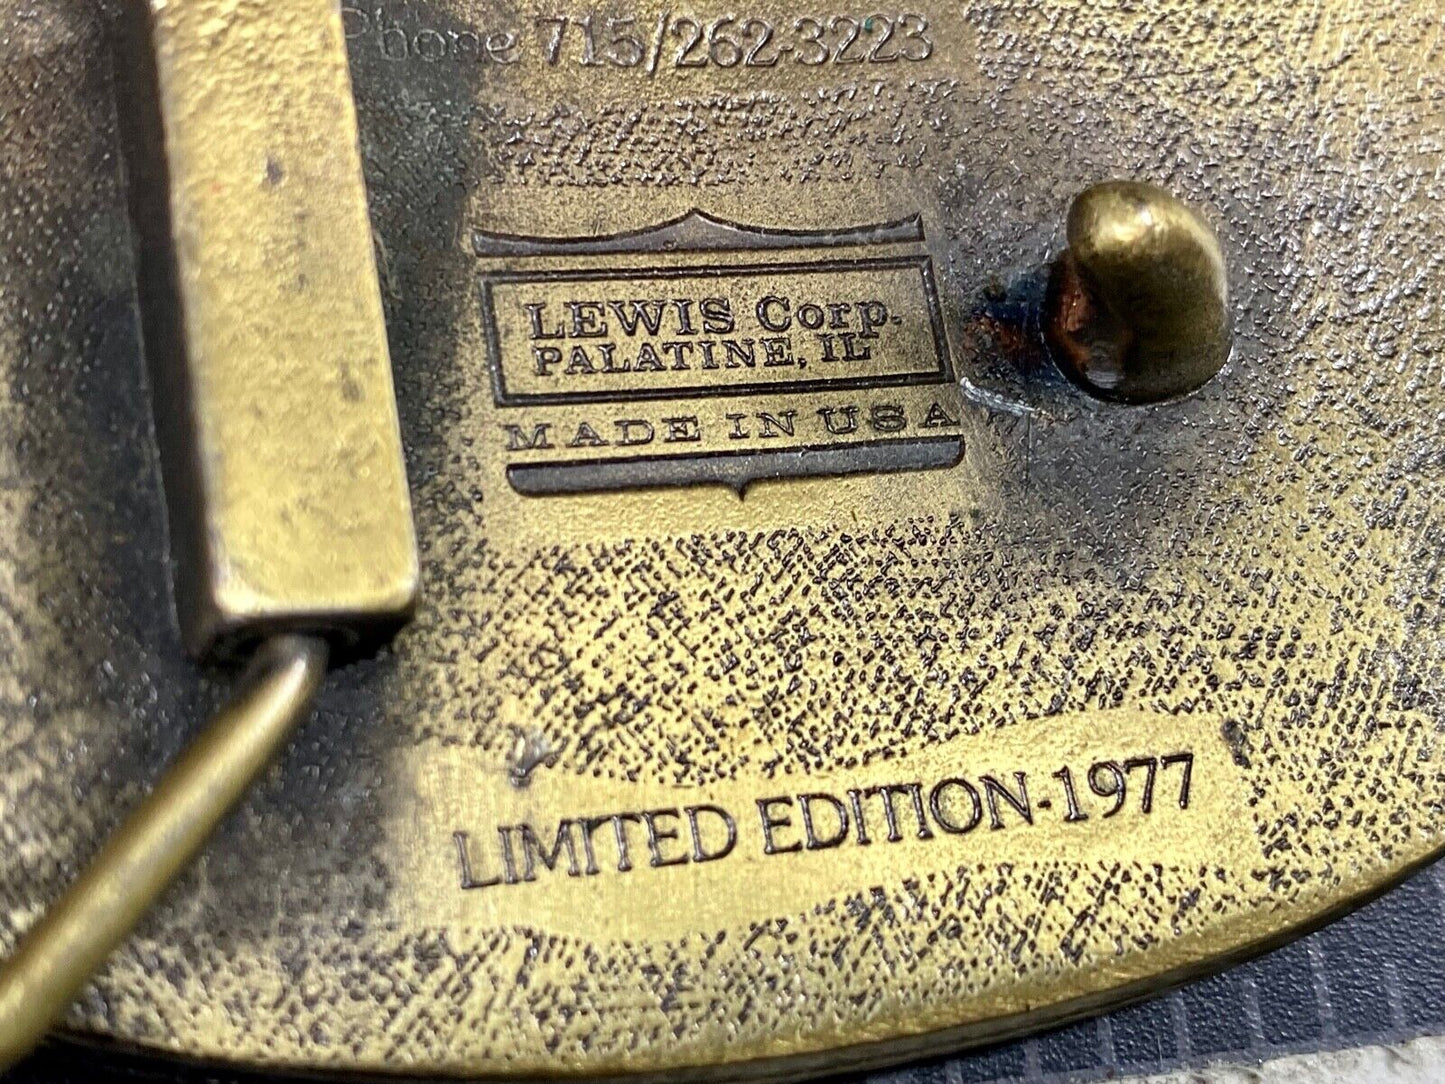 Phone 715/262-3223
LEWIS Corp.
PALATINE, IL
MADE IN USA
LIMITED EDITION-1977